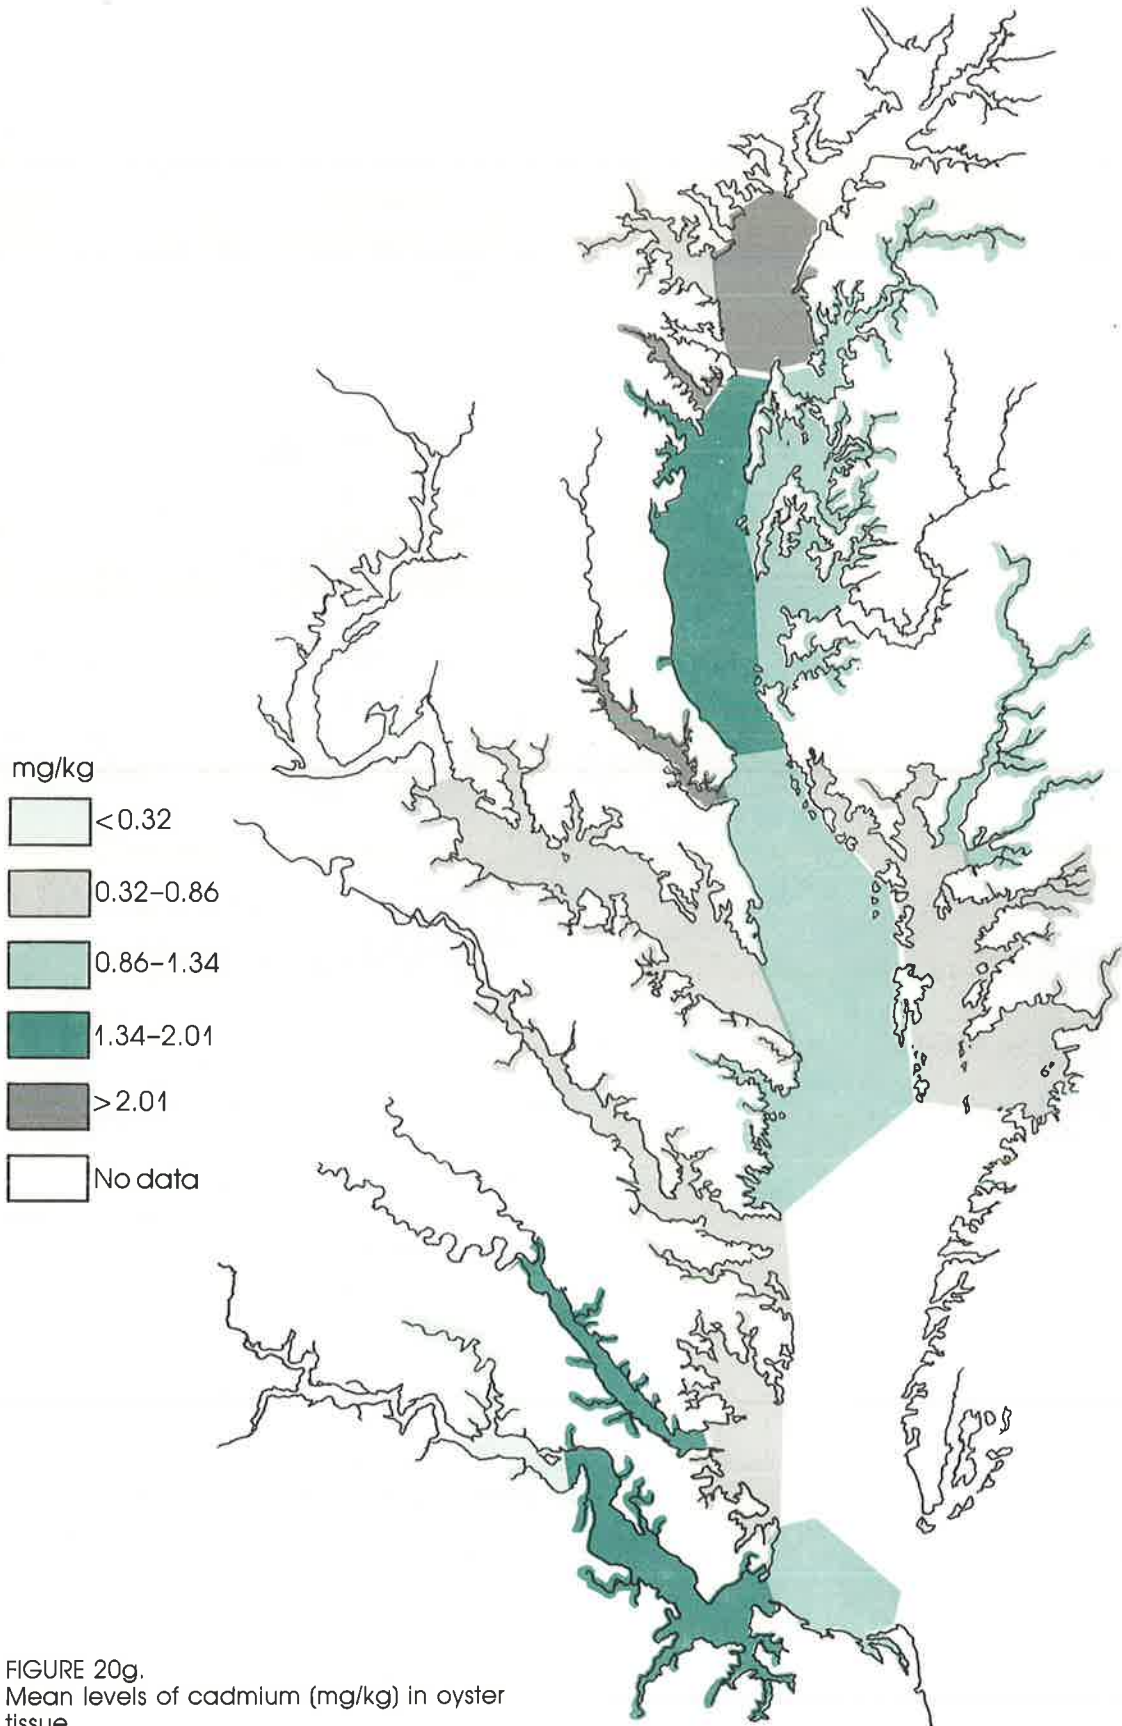 mg/kg
<0.32
0.32–0.86
0.86–1.34
1.34–2.01
>2.01
No data
FIGURE 20g.
Mean levels of cadmium (mg/kg) in oyster
tissue